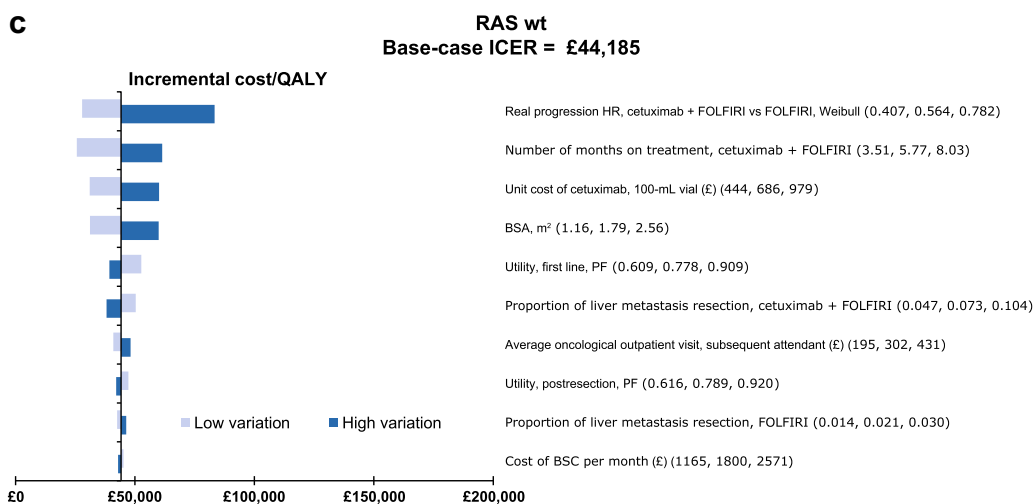 C
RAS wt
Base-case ICER = £44,185
Incremental cost/QALY
Real progression HR, cetuximab + FOLFIRI vs FOLFIRI, Weibull (0.407, 0.564, 0.782)
Number of months on treatment, cetuximab + FOLFIRI (3.51, 5.77, 8.03)
Unit cost of cetuximab, 100-mL vial (£) (444, 686, 979)
BSA, m² (1.16, 1.79, 2.56)
Utility, first line, PF (0.609, 0.778, 0.909)
Proportion of liver metastasis resection, cetuximab + FOLFIRI (0.047, 0.073, 0.104)
Average oncological outpatient visit, subsequent attendant (£) (195, 302, 431)
Utility, postresection, PF (0.616, 0.789, 0.920)
Low variation High variation
Proportion of liver metastasis resection, FOLFIRI (0.014, 0.021, 0.030)
Cost of BSC per month (£) (1165, 1800, 2571)
£0 £50,000 £100,000 £150,000 £200,000